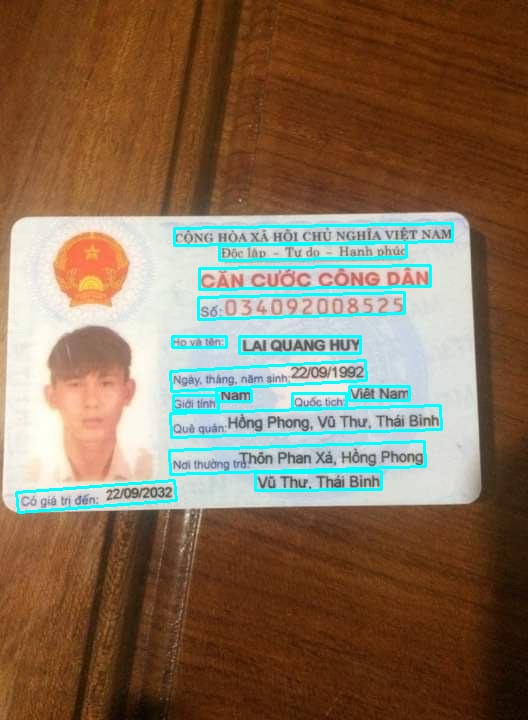 CỘNG HÒA XÃ HỘI CHỦ NGHĨA VIỆT NAM
Độc lập - Tự do - Hạnh phúc
CĂN CƯỚC CÔNG DÂN
Số: 034092008525
Họ và tên: LẠI QUANG HUY
Ngày, tháng, năm sinh: 22/09/1992
Giới tính: Nam Quốc tịch: Việt Nam
Quê quán: Hồng Phong, Vũ Thư, Thái Bình
Nơi thường trú: Thôn Phan Xá, Hồng Phong
Vũ Thư, Thái Bình
Có giá trị đến: 22/09/2032